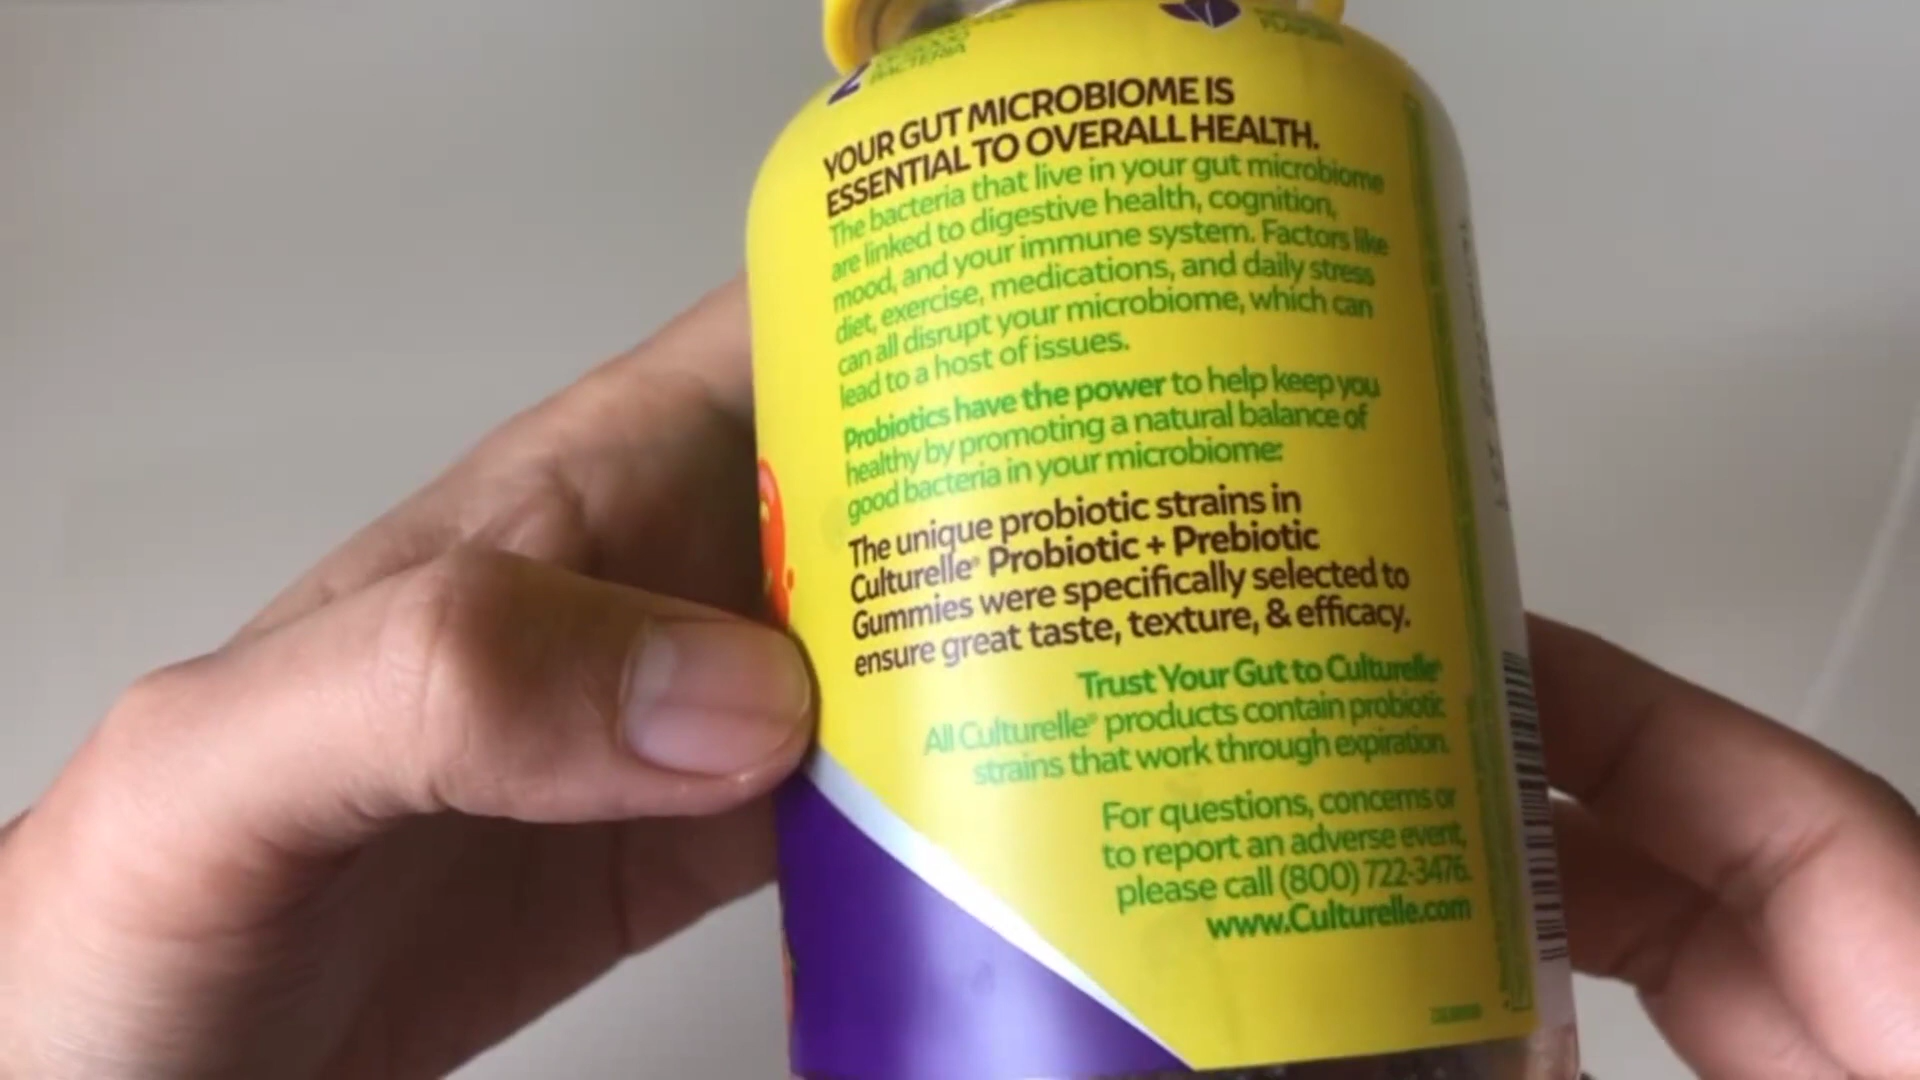 2
BACTERIA
YOUR GUT MICROBIOME IS
ESSENTIAL TO OVERALL HEALTH.
The bacteria that live in your gut microbiome
are linked to digestive health, cognition,
mood, and your immune system. Factors like
diet, exercise, medications, and daily stress
can all disrupt your microbiome, which can
lead to a host of issues.
Probiotics have the power to help keep you
healthy by promoting a natural balance of
good bacteria in your microbiome:
The unique probiotic strains in
Culturelle® Probiotic + Prebiotic
Gummies were specifically selected to
ensure great taste, texture, & efficacy.
Trust Your Gut to Culturelle®
All Culturelle® products contain probiotic
strains that work through expiration.
For questions, concerns or
to report an adverse event,
please call (800) 722-3476.
www.Culturelle.com